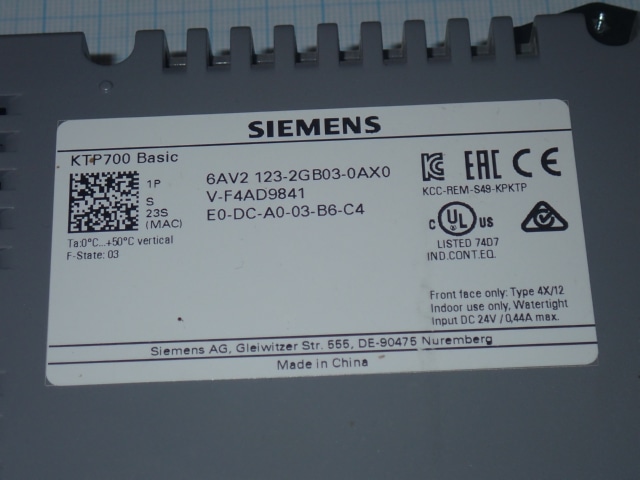 SIEMENS
KTP700 Basic
1P 6AV2 123-2GB03-0AX0
S V-F4AD9841
23S E0-DC-A0-03-B6-C4
(MAC)
Ta:0°C...+50°C vertical
F-State: 03
EAC CE
KCC-REM-S49-KPKTP
C UL US
LISTED 74D7
IND.CONT.EQ.
Front face only: Type 4X/12
Indoor use only, Watertight
Input DC 24V / 0,44A max.
Siemens AG, Gleiwitzer Str. 555, DE-90475 Nuremberg
Made in China